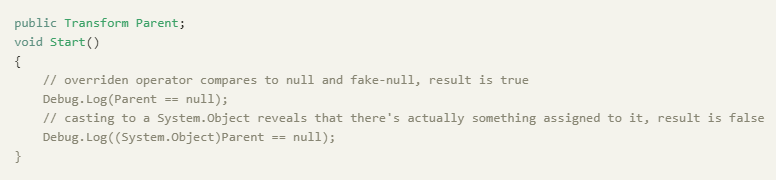 public Transform Parent;
void Start()
{
    // overriden operator compares to null and fake-null, result is true
    Debug.Log(Parent == null);
    // casting to a System.Object reveals that there's actually something assigned to it, result is false
    Debug.Log((System.Object)Parent == null);
}